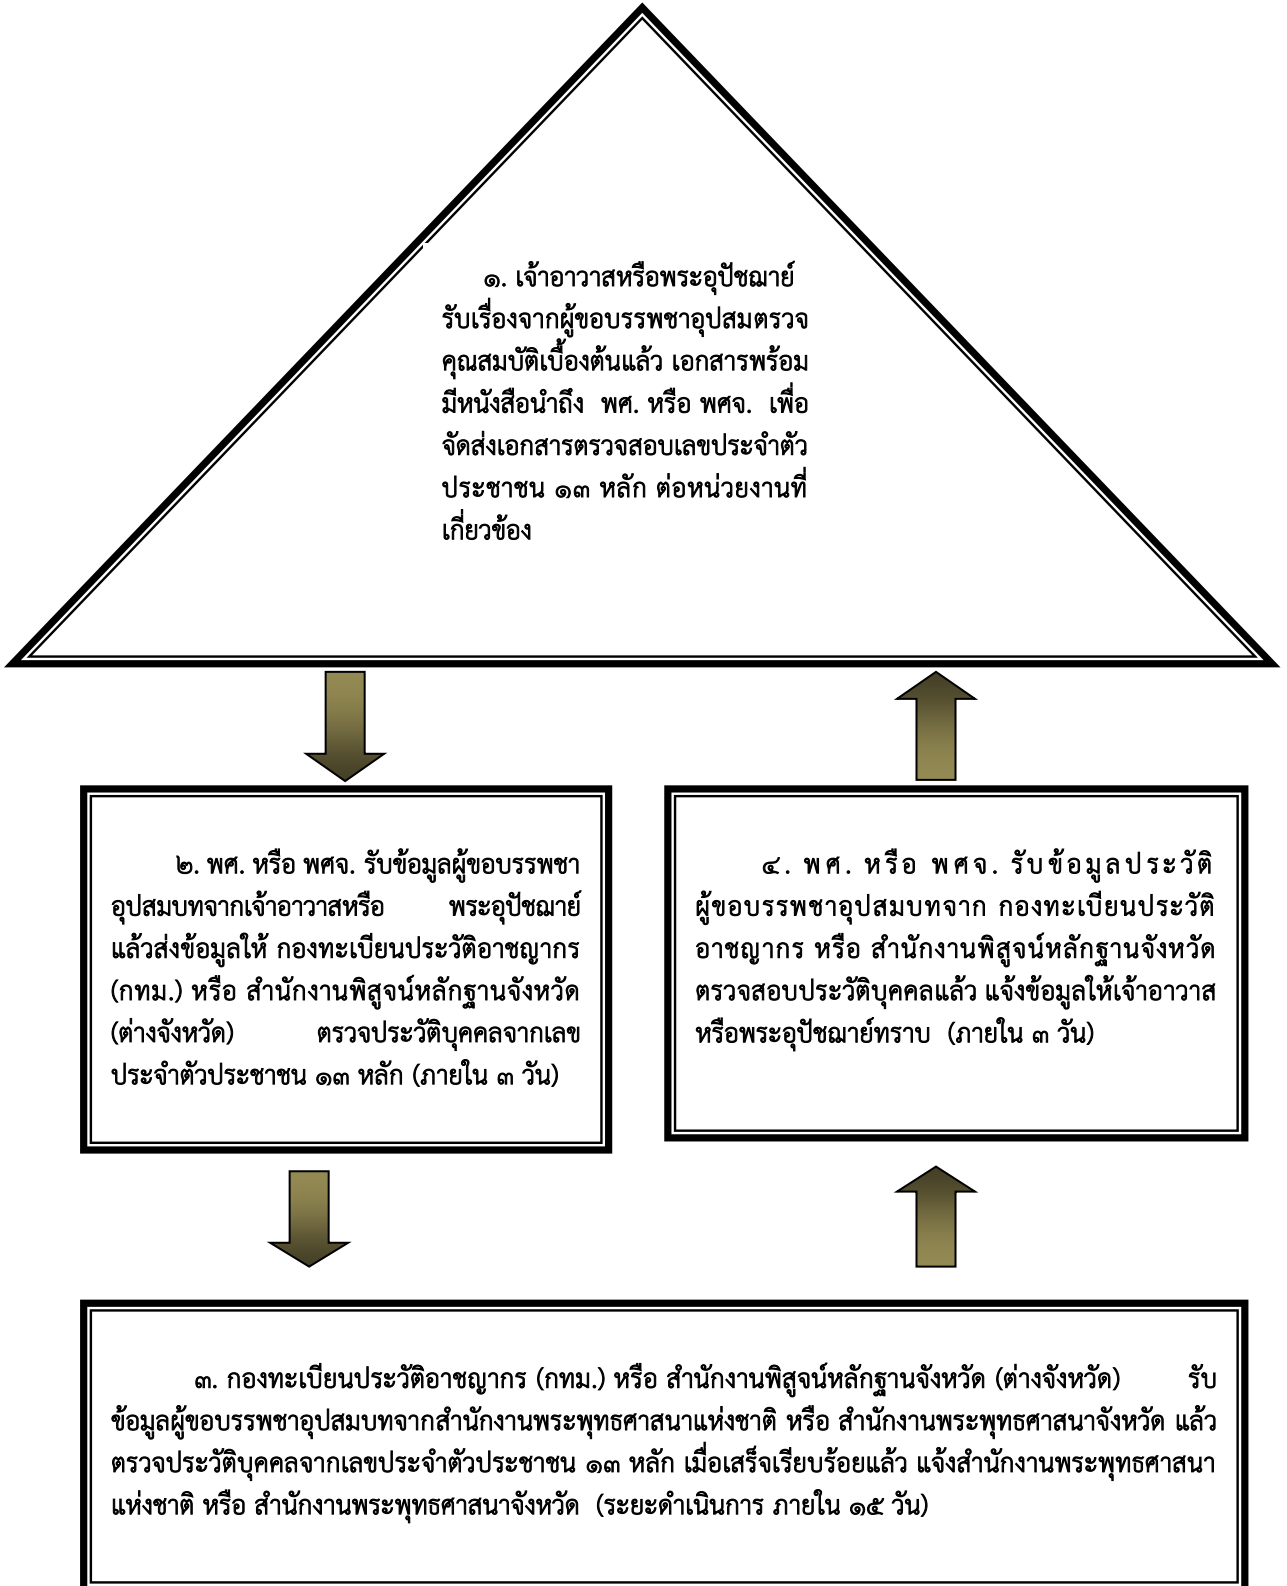 ๑. เจ้าอาวาสหรือพระอุปัชฌาย์
รับเรื่องจากผู้ขอบรรพชาอุปสมตรวจ
คุณสมบัติเบื้องต้นแล้ว เอกสารพร้อม
มีหนังสือนำถึง พศ. หรือ พศจ. เพื่อ
จัดส่งเอกสารตรวจสอบเลขประจำตัว
ประชาชน ๑๓ หลัก ต่อหน่วยงานที่
เกี่ยวข้อง
๒. พศ. หรือ พศจ. รับข้อมูลผู้ขอบรรพชา
อุปสมบทจากเจ้าอาวาสหรือ พระอุปัชฌาย์
แล้วส่งข้อมูลให้ กองทะเบียนประวัติอาชญากร
(กทม.) หรือ สำนักงานพิสูจน์หลักฐานจังหวัด
(ต่างจังหวัด) ตรวจประวัติบุคคลจากเลข
ประจำตัวประชาชน ๑๓ หลัก (ภายใน ๓ วัน)
๔. พศ. หรือ พศจ. รับข้อมูลประวัติ
ผู้ขอบรรพชาอุปสมบทจาก กองทะเบียนประวัติ
อาชญากร หรือ สำนักงานพิสูจน์หลักฐานจังหวัด
ตรวจสอบประวัติบุคคลแล้ว แจ้งข้อมูลให้เจ้าอาวาส
หรือพระอุปัชฌาย์ทราบ (ภายใน ๓ วัน)
๓. กองทะเบียนประวัติอาชญากร (กทม.) หรือ สำนักงานพิสูจน์หลักฐานจังหวัด (ต่างจังหวัด) รับ
ข้อมูลผู้ขอบรรพชาอุปสมบทจากสำนักงานพระพุทธศาสนาแห่งชาติ หรือ สำนักงานพระพุทธศาสนาจังหวัด แล้ว
ตรวจประวัติบุคคลจากเลขประจำตัวประชาชน ๑๓ หลัก เมื่อเสร็จเรียบร้อยแล้ว แจ้งสำนักงานพระพุทธศาสนา
แห่งชาติ หรือ สำนักงานพระพุทธศาสนาจังหวัด (ระยะดำเนินการ ภายใน ๑๕ วัน)